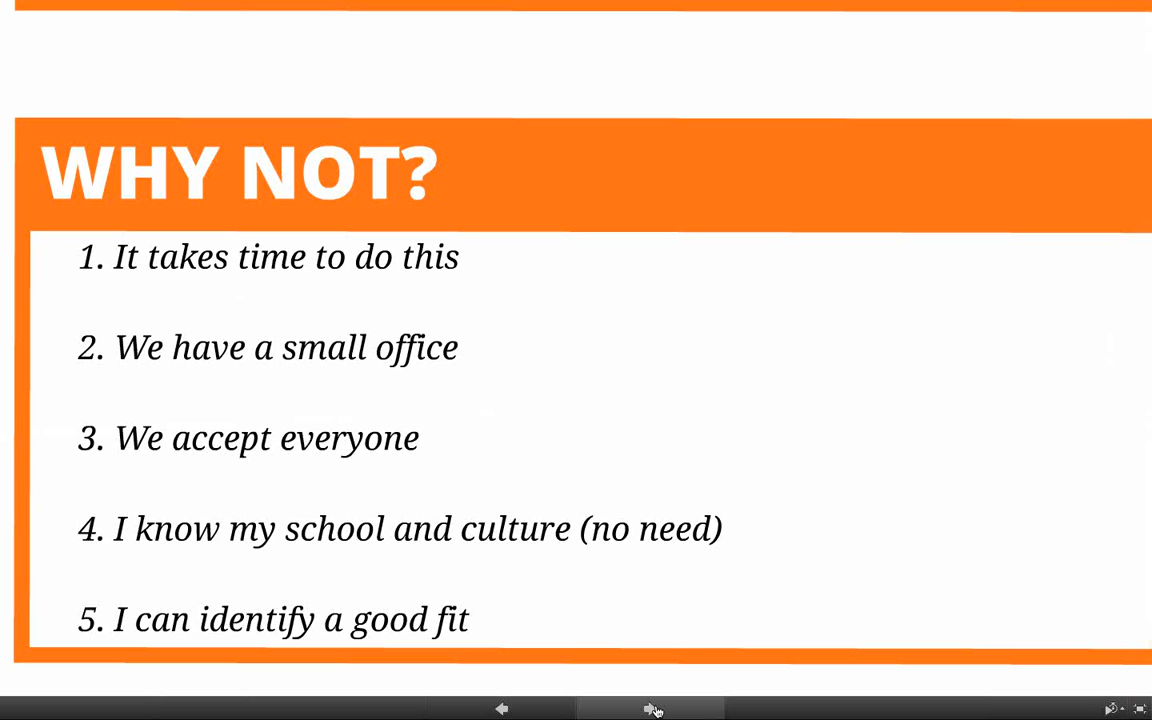 WHY NOT?
1. It takes time to do this
2. We have a small office
3. We accept everyone
4. I know my school and culture (no need)
5. I can identify a good fit